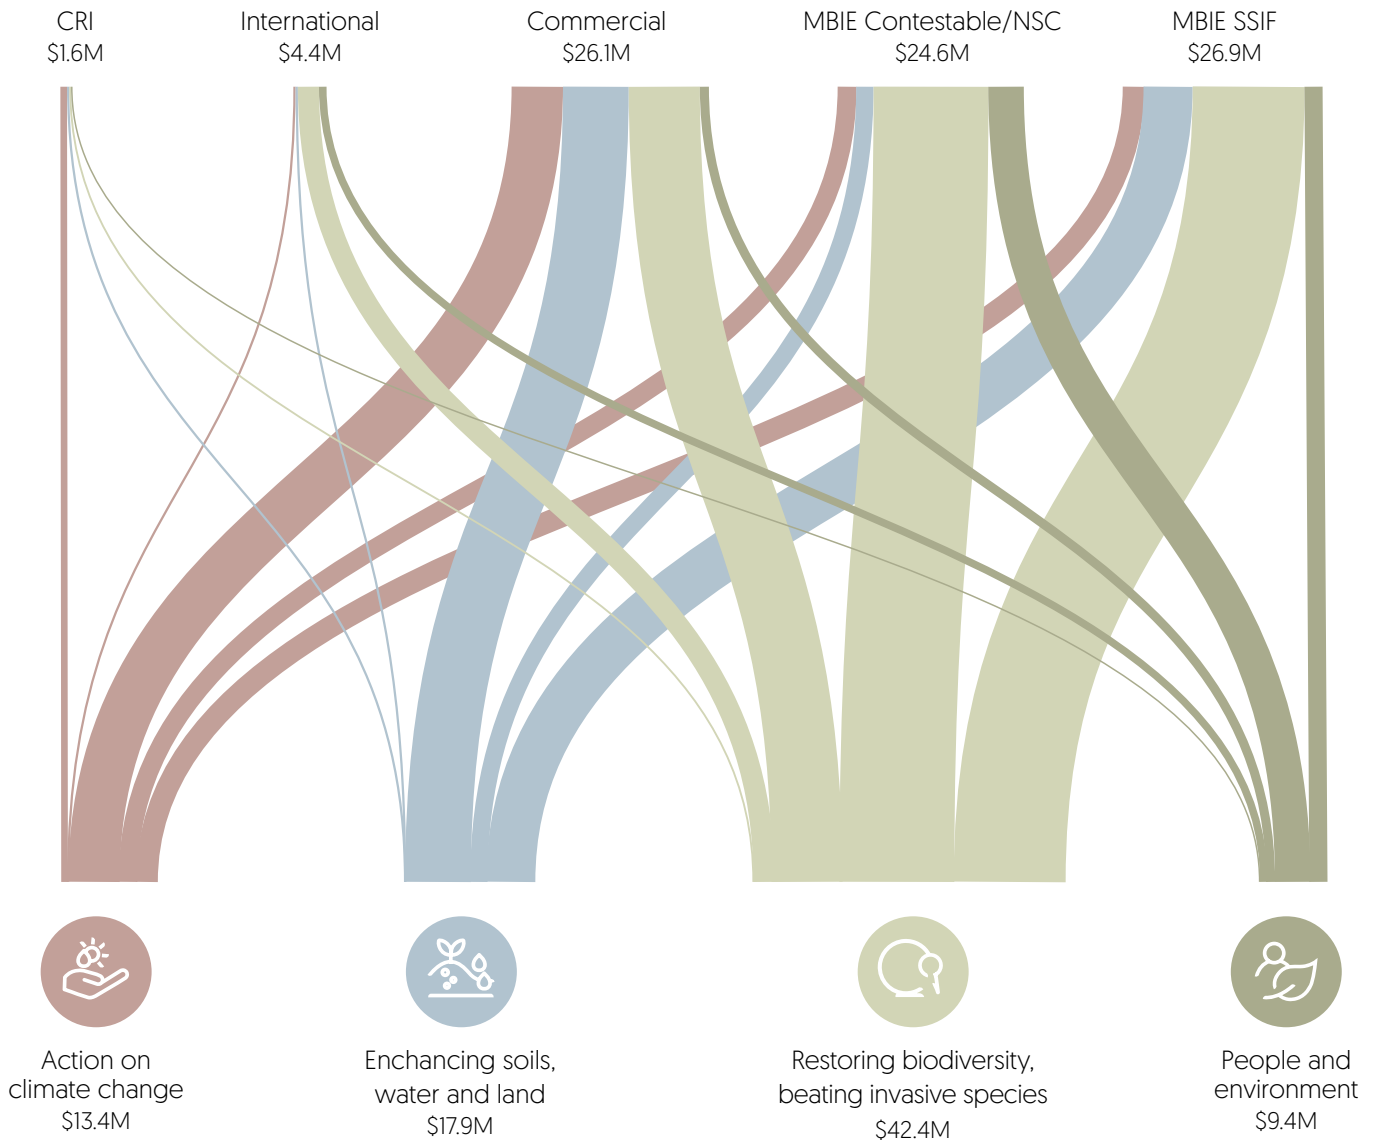 CRI
$1.6M
International
$4.4M
Commercial
$26.1M
MBIE Contestable/NSC
$24.6M
MBIE SSIF
$26.9M
Action on
climate change
$13.4M
Enchancing soils,
water and land
$17.9M
Restoring biodiversity,
beating invasive species
$42.4M
People and
environment
$9.4M